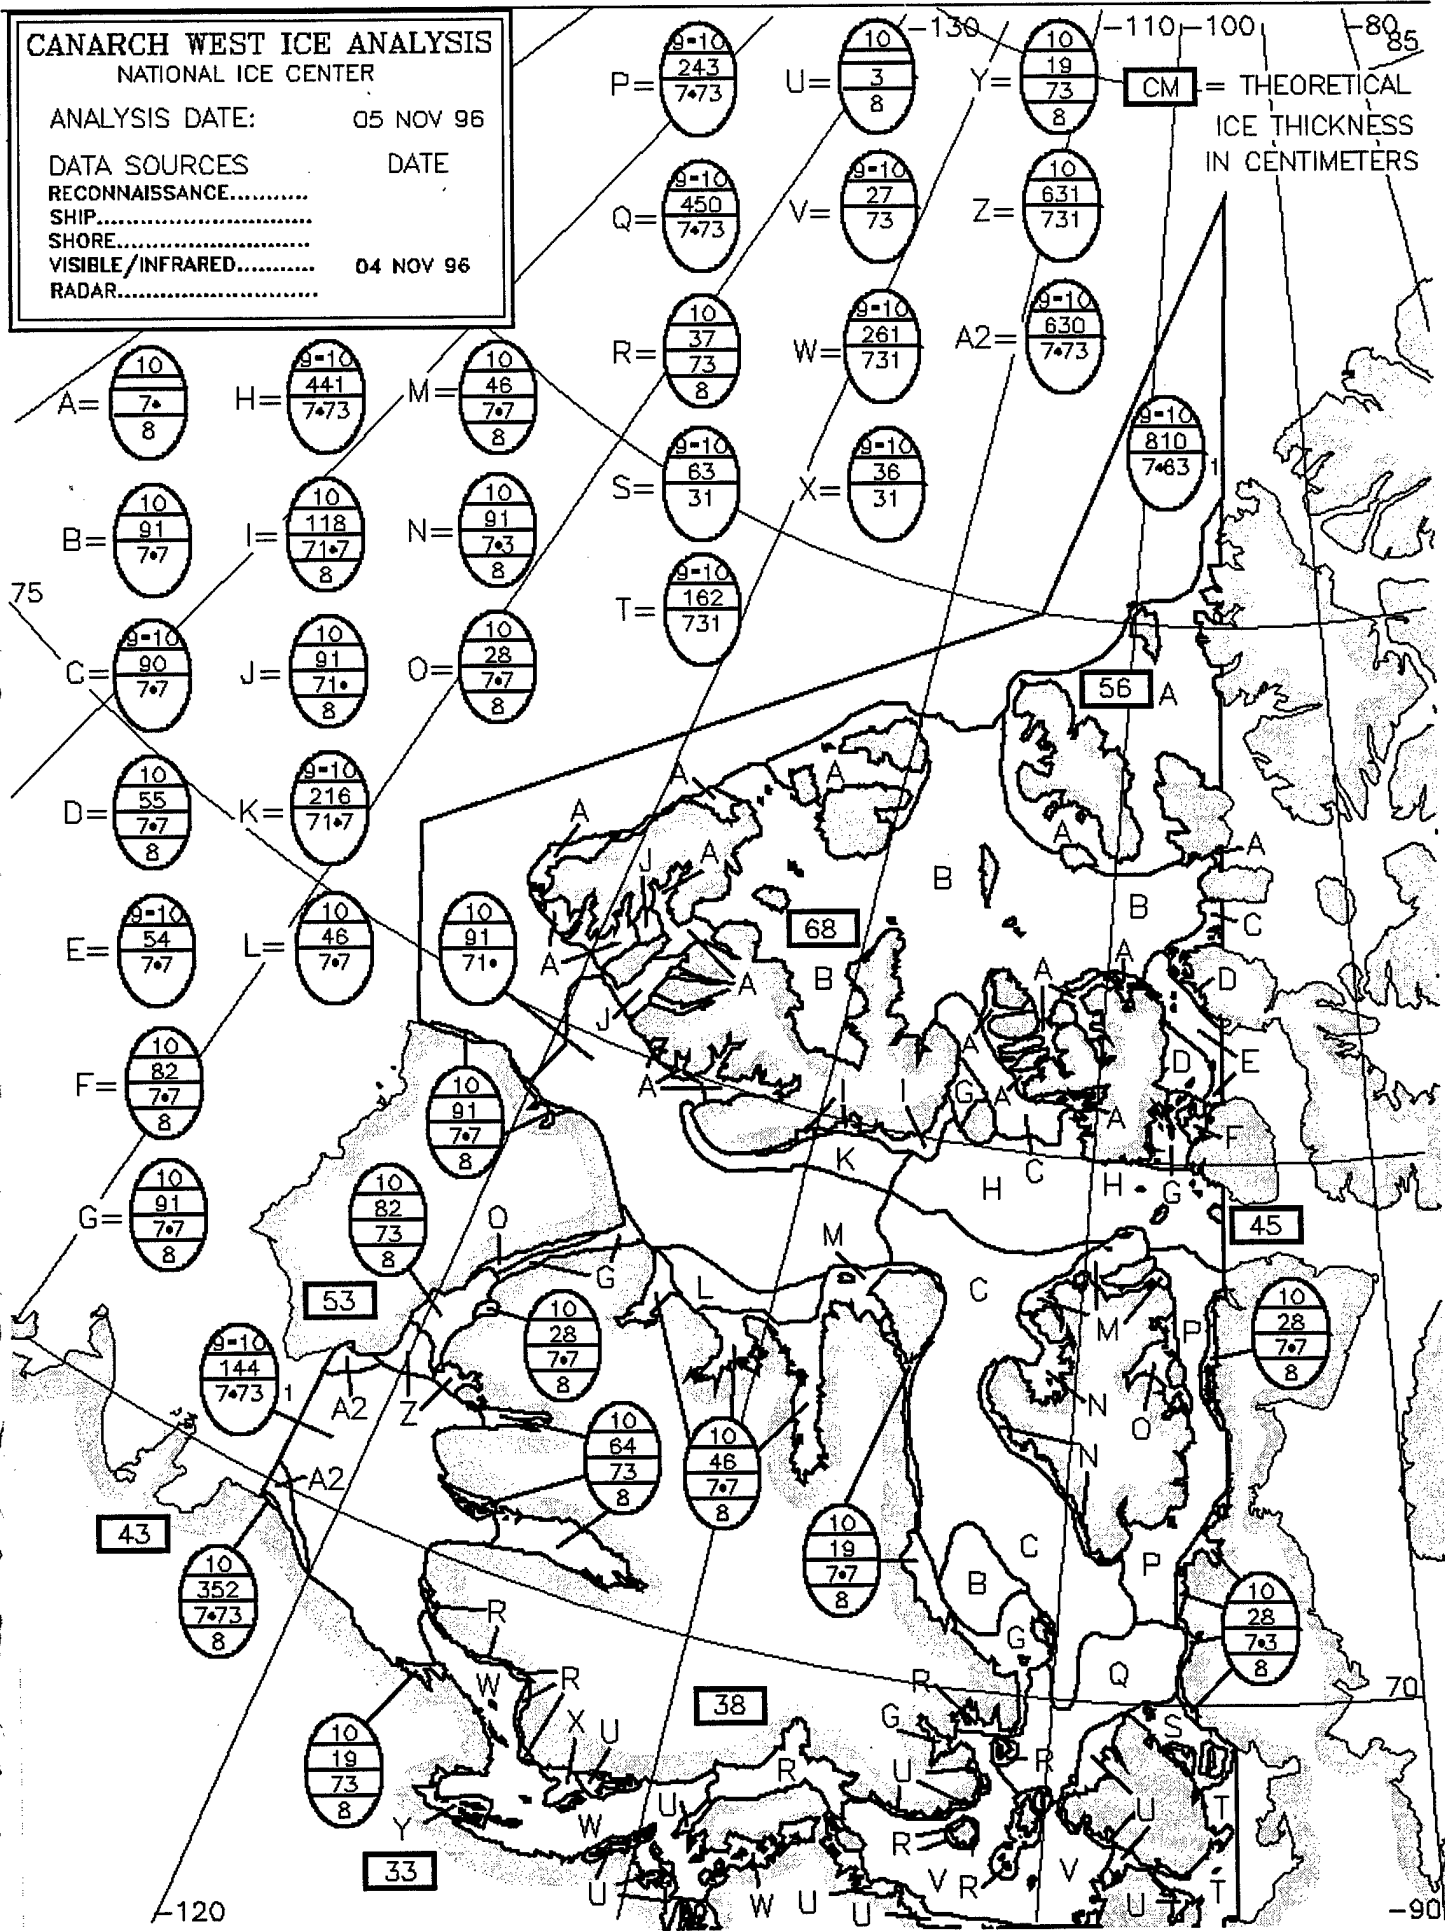 CANARCH WEST ICE ANALYSIS
NATIONAL ICE CENTER
ANALYSIS DATE: 05 NOV 96
DATA SOURCES DATE
RECONNAISSANCE...........
SHIP...............................
SHORE............................
VISIBLE/INFRARED........... 04 NOV 96
RADAR.............................
-130
-110
-100
-80
85
CM = THEORETICAL
ICE THICKNESS
IN CENTIMETERS
P= 9-10 243 7•73
U= 10 3 8
Y= 10 19 73 8
Q= 9-10 450 7•73
V= 9-10 27 73
Z= 10 631 731
R= 10 37 73 8
W= 9-10 261 731
A2= 9-10 630 7•73
S= 9-10 63 31
X= 9-10 36 31
T= 9-10 162 731
A= 10 7• 8
H= 9-10 441 7•73
M= 10 46 7•7 8
B= 10 91 7•7
I= 10 118 71•7 8
N= 10 91 7•3 8
C= 9-10 90 7•7
J= 10 91 71• 8
O= 10 28 7•7 8
D= 10 55 7•7 8
K= 9-10 216 71•7
E= 9-10 54 7•7
L= 10 46 7•7
F= 10 82 7•7 8
G= 10 91 7•7 8
75
9-10 810 7•63 1
56 A
A A
A J A A A
B B C
68
10 91 71•
A B A A A D
J
A A D E
A I I G A A F
10 91 7•7 8
K H C H G
45
10 82 73 8
O G M L C
53
10 28 7•7 8
M P
10 28 7•7 8
9-10 144 7•73 1
A2 Z
N O
N
10 64 73 8
10 46 7•7 8
A2
43
10 19 7•7 8
C B P
10 352 7•73 8
10 28 7•3 8
R R
W R
G Q
70
38
R G S
X U
10 19 73 8
R U R
Y W U U T
33
R V R V
U W U U U T
-120
-90